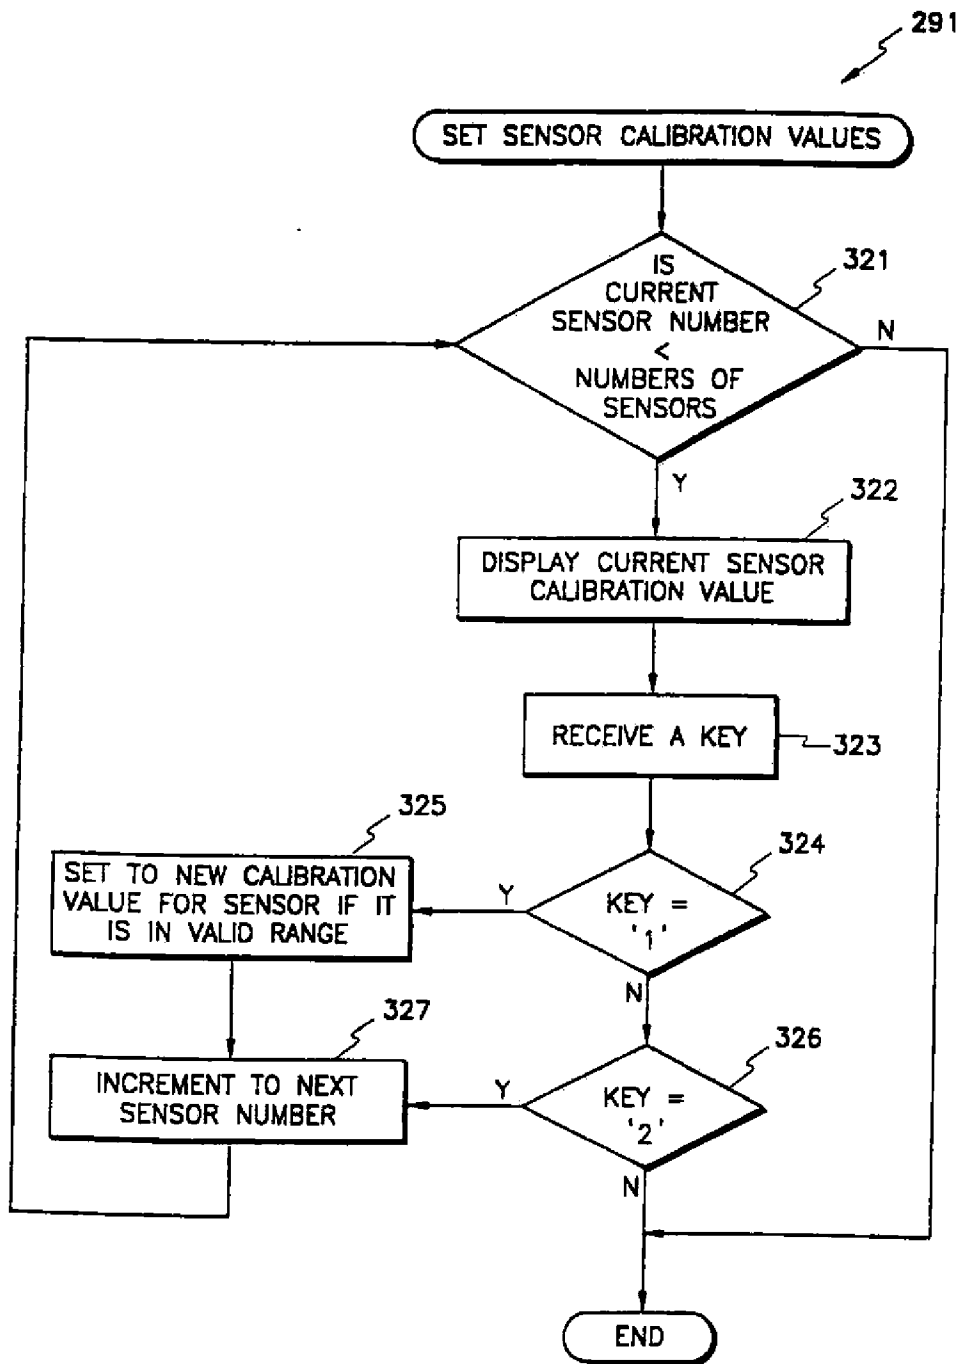 291
SET SENSOR CALIBRATION VALUES
IS
CURRENT
SENSOR NUMBER
<
NUMBERS OF
SENSORS
321
N
Y
322
DISPLAY CURRENT SENSOR
CALIBRATION VALUE
RECEIVE A KEY
323
325
SET TO NEW CALIBRATION
VALUE FOR SENSOR IF IT
IS IN VALID RANGE
Y
324
KEY =
'1'
N
327
INCREMENT TO NEXT
SENSOR NUMBER
Y
326
KEY =
'2'
N
END